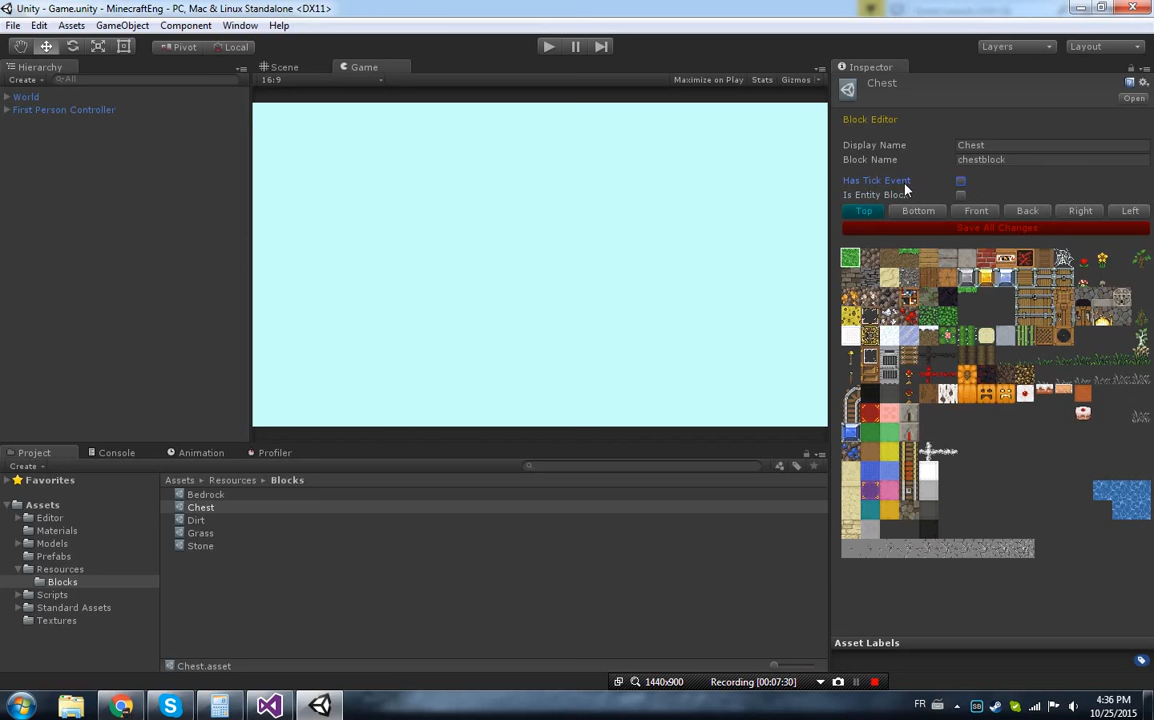 Unity - Game.unity - MinecraftEng - PC, Mac & Linux Standalone <DX11>
File Edit Assets GameObject Component Window Help
Pivot Local Layers Layout
Hierarchy Scene Game Inspector
Create All 16:9 Maximize on Play Stats Gizmos Chest
Open
World
First Person Controller
Block Editor
Display Name Chest
Block Name chestblock
Has Tick Event
Is Entity Block
Top Bottom Front Back Right Left
Save All Changes
Project Console Animation Profiler
Create
Favorites Assets Resources Blocks
Assets
Editor
Materials
Models
Prefabs
Resources
Blocks
Scripts
Standard Assets
Textures
Bedrock
Chest
Dirt
Grass
Stone
Asset Labels
Chest.asset
1440x900 Recording [00:07:30]
FR 4:36 PM
10/25/2015